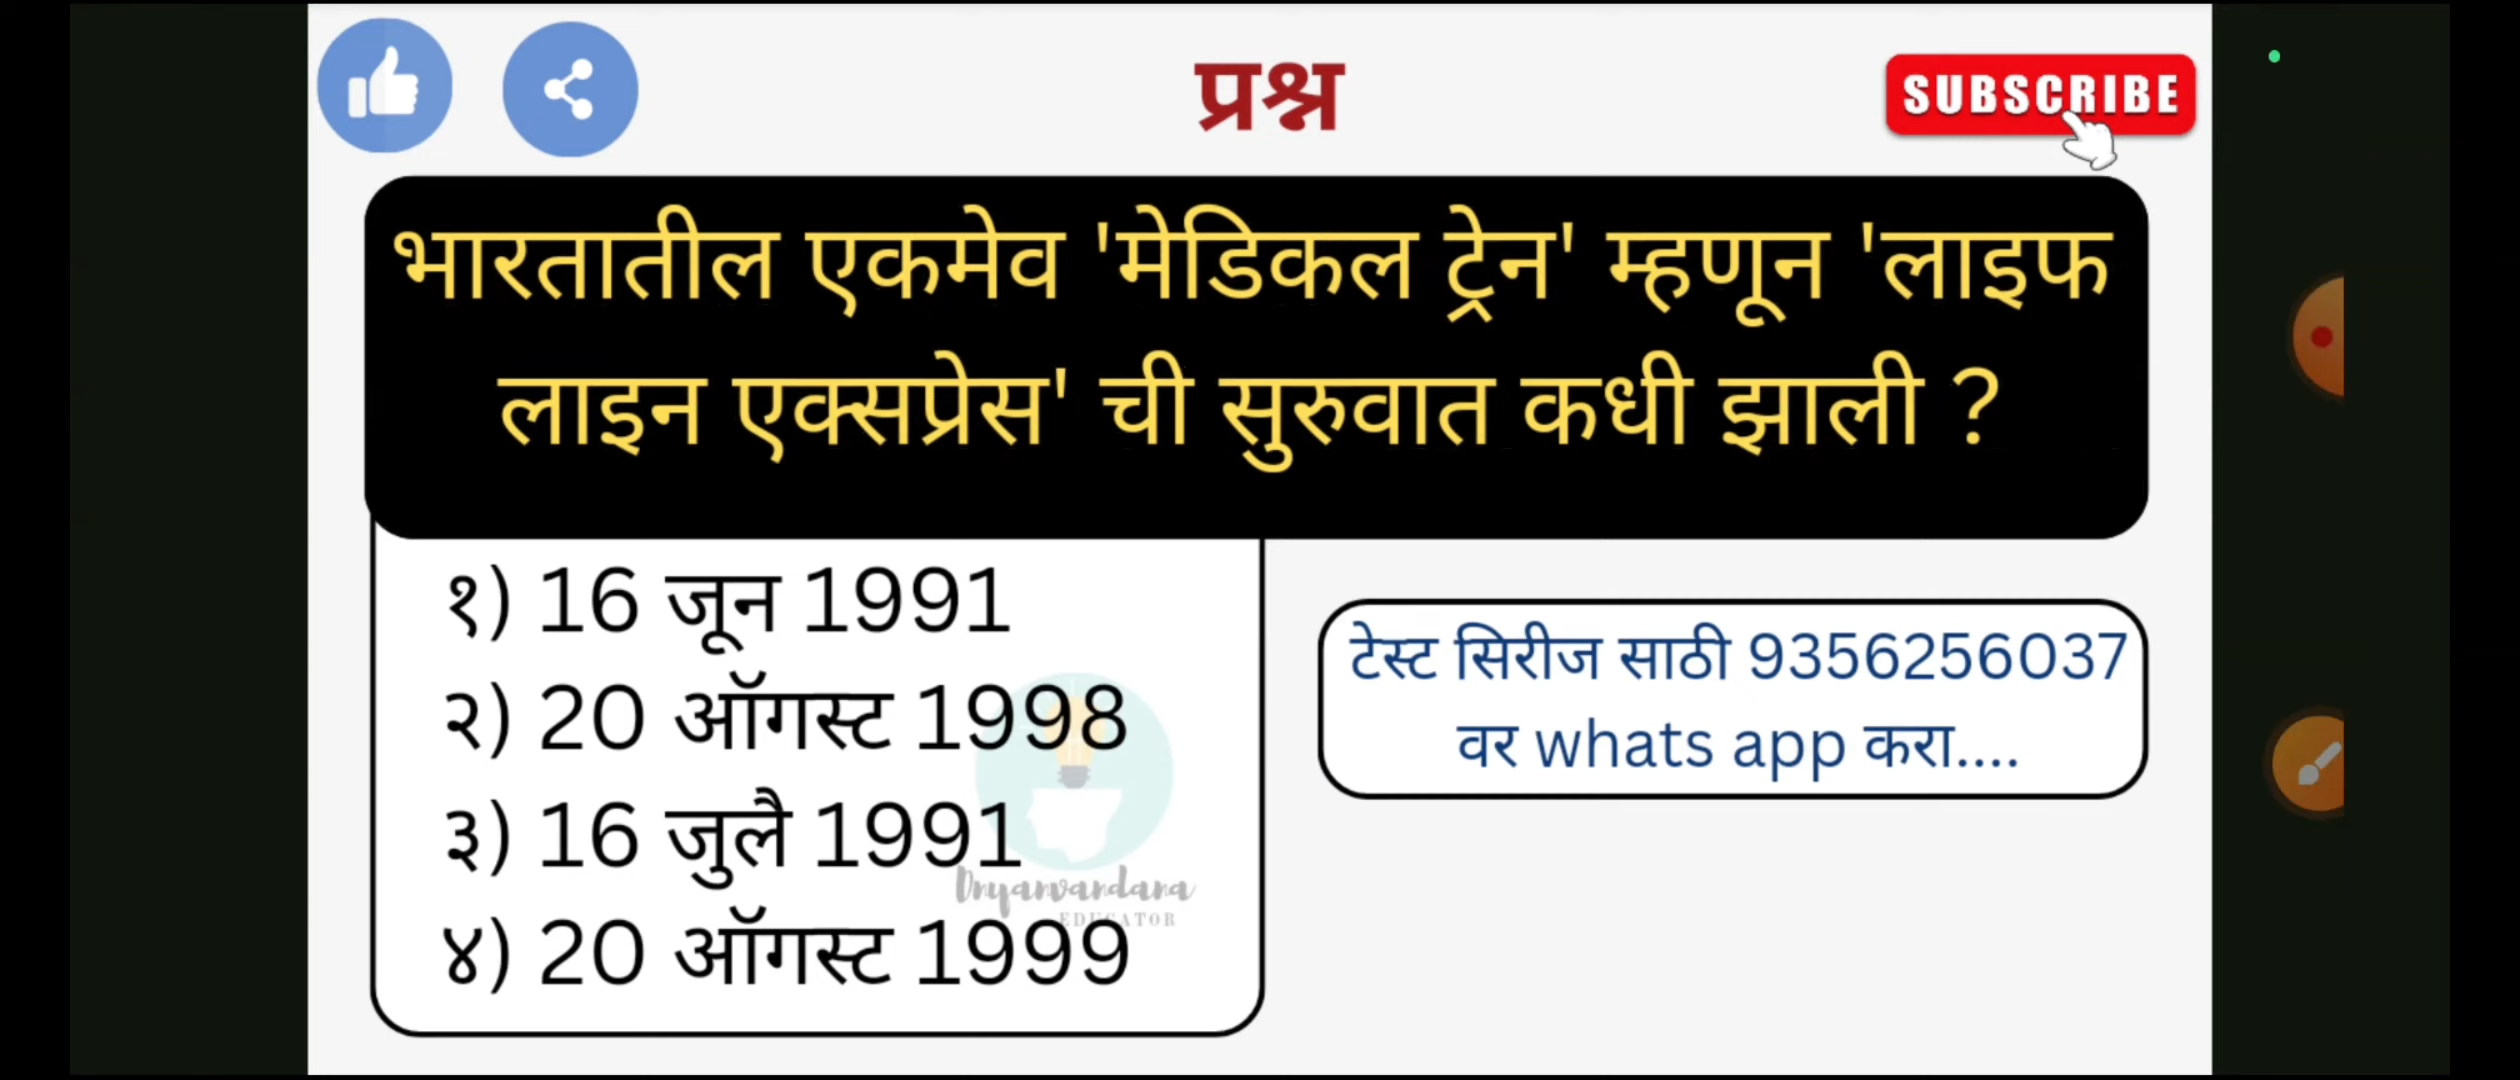 प्रश्न
SUBSCRIBE
भारतातील एकमेव 'मेडिकल ट्रेन' म्हणून 'लाइफ
लाइन एक्सप्रेस' ची सुरुवात कधी झाली ?
१) 16 जून 1991
२) 20 ऑगस्ट 1998
३) 16 जुलै 1991
४) 20 ऑगस्ट 1999
टेस्ट सिरीज साठी 9356256037
वर whats app करा....
Dnyanvandana
EDUCATOR